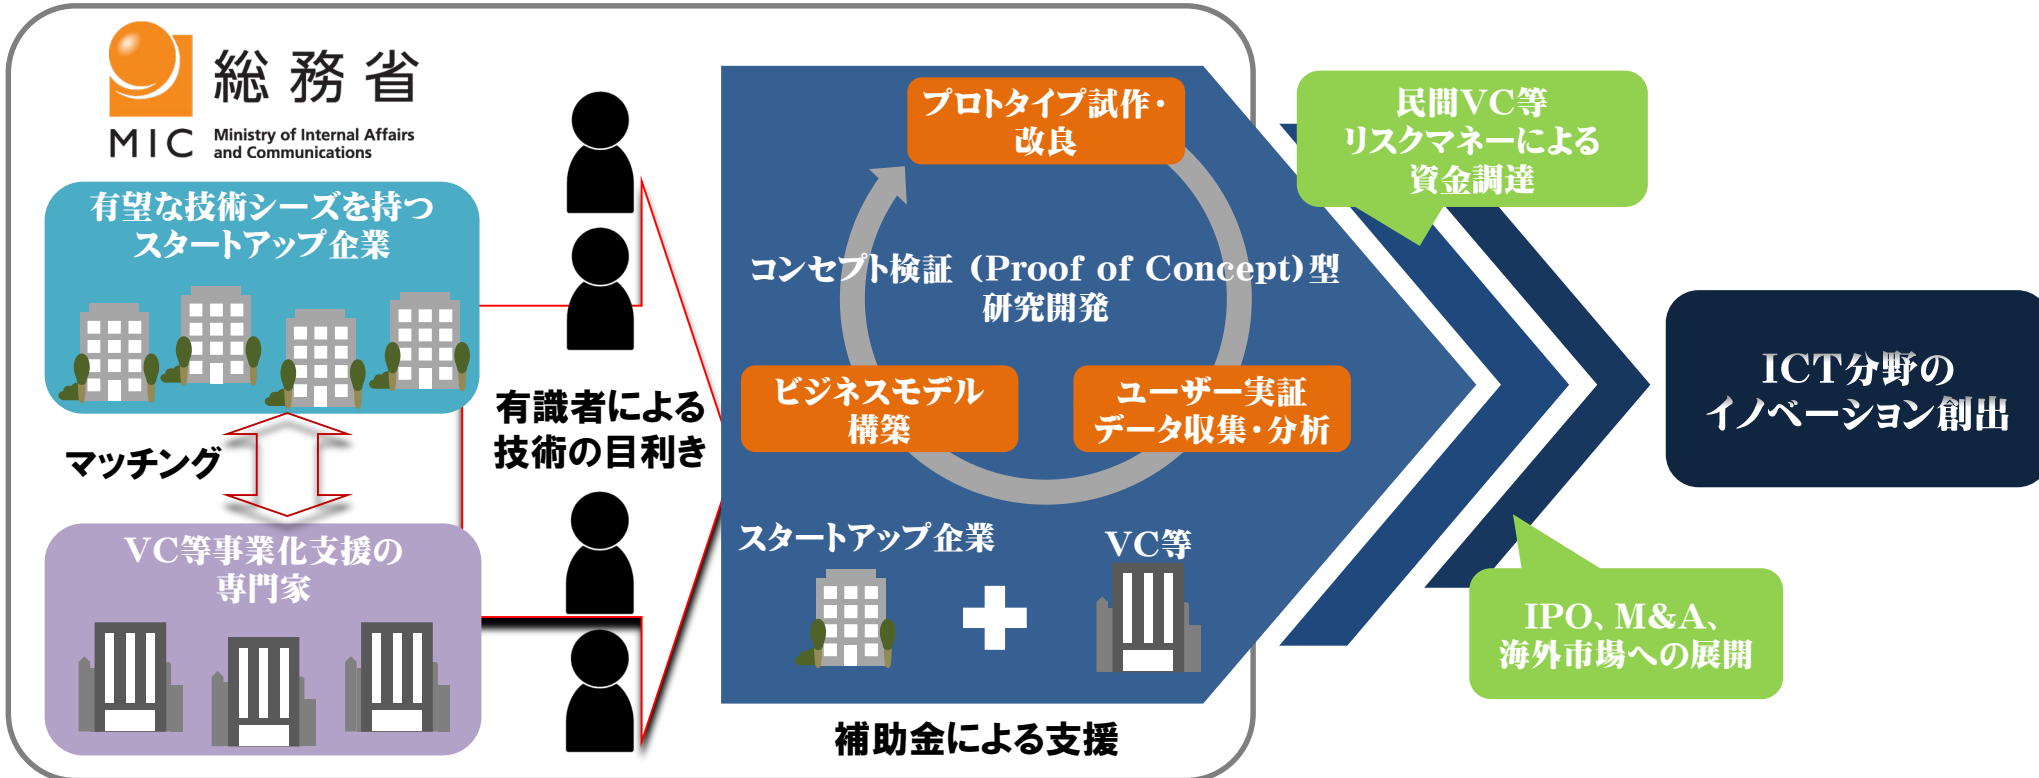 総務省
MIC
Ministry of Internal Affairs
and Communications
有望な技術シーズを持つ
スタートアップ企業
マッチング
VC等事業化支援の
専門家
有識者による
技術の目利き
プロトタイプ試作・
改良
コンセプト検証（Proof of Concept）型
研究開発
ビジネスモデル
構築
ユーザー実証
データ収集・分析
スタートアップ企業
VC等
補助金による支援
民間VC等
リスクマネーによる
資金調達
IPO、M&A、
海外市場への展開
ICT分野の
イノベーション創出